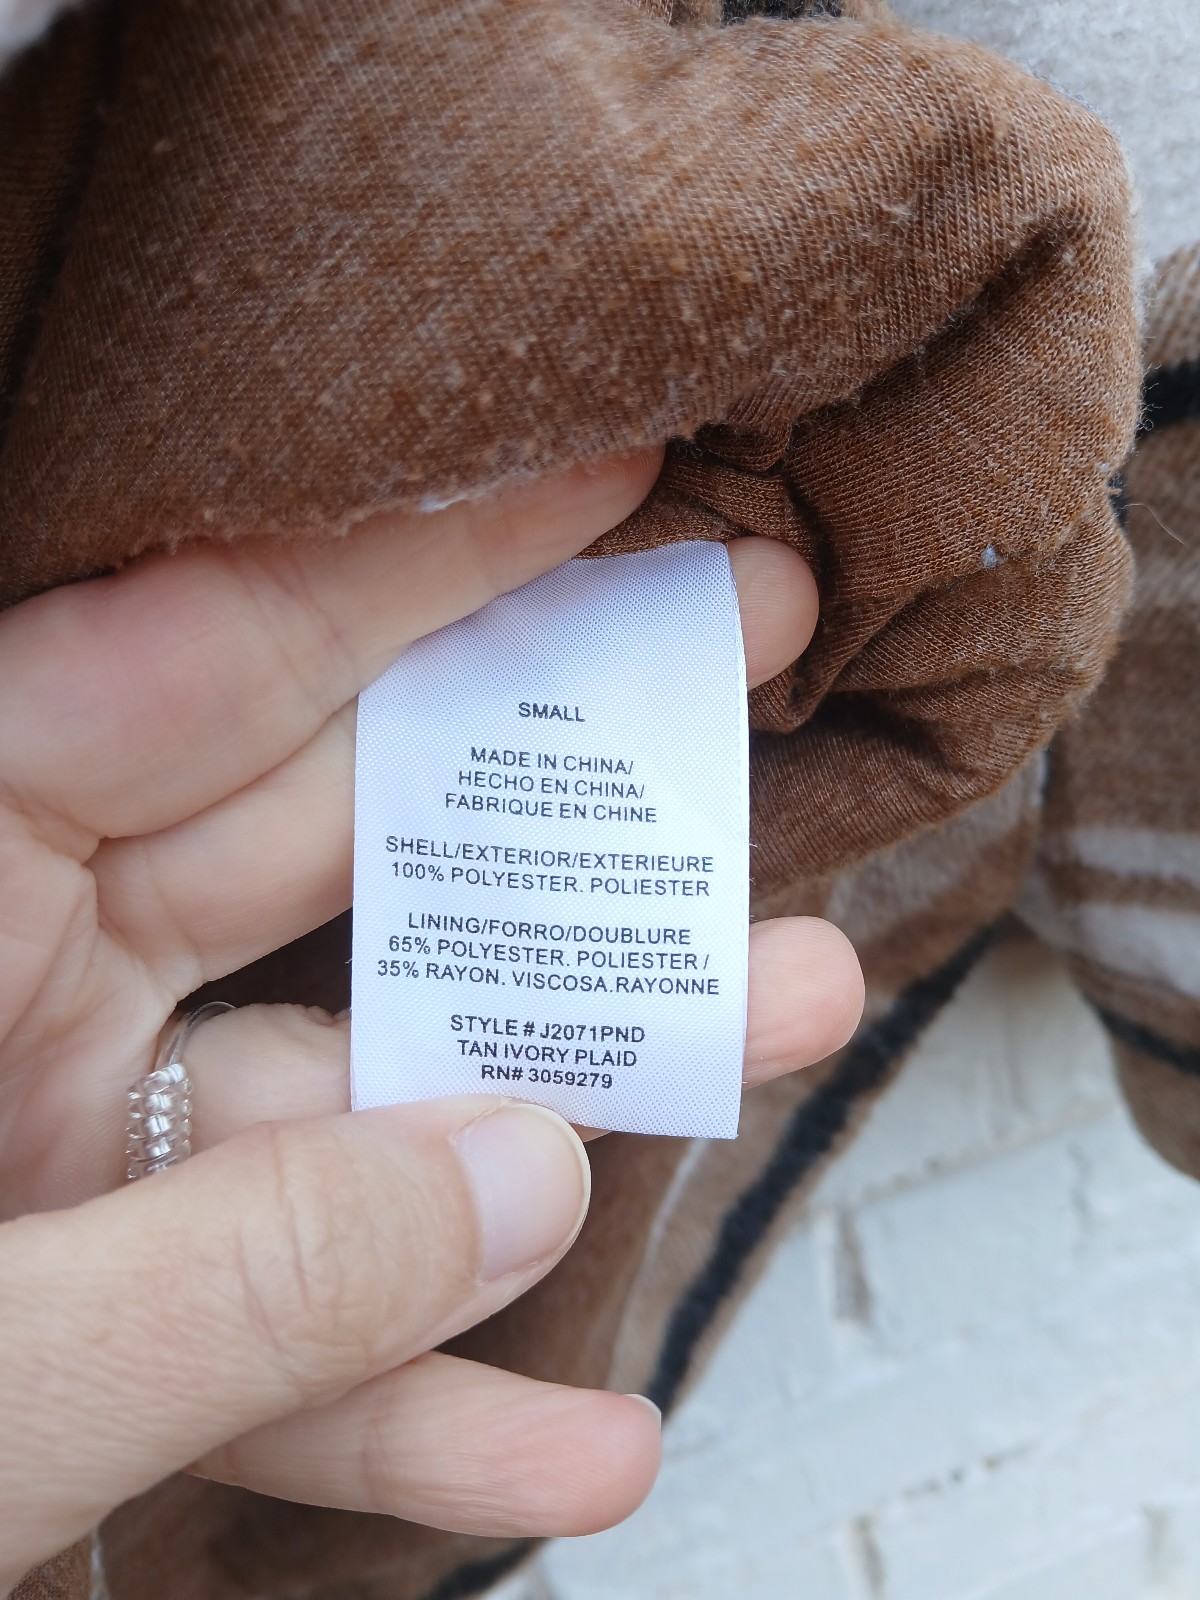 SMALL
MADE IN CHINA/
HECHO EN CHINA/
FABRIQUE EN CHINE
SHELL/EXTERIOR/EXTERIEURE
100% POLYESTER. POLIESTER
LINING/FORRO/DOUBLURE
65% POLYESTER. POLIESTER /
35% RAYON. VISCOSA.RAYONNE
STYLE # J2071PND
TAN IVORY PLAID
RN# 3059279